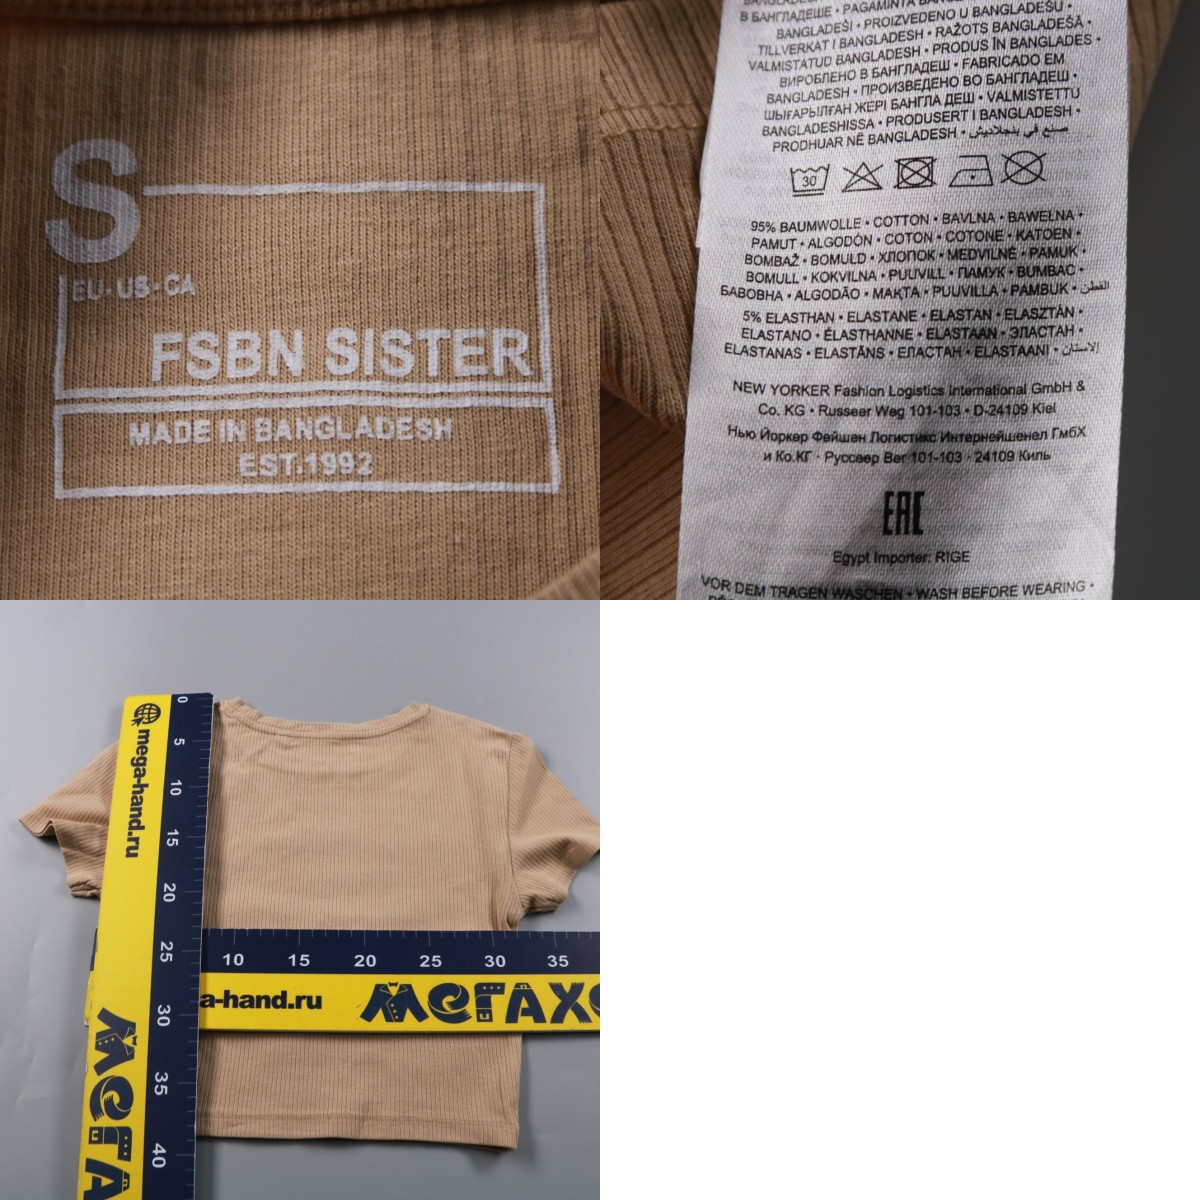 S
EU·US·CA
FSBN SISTER
MADE IN BANGLADESH
EST.1992
В БАНГЛАДЕШЕ • PAGAMINTA BANGLADEŠE
BANGLADEŠI • PROIZVEDENO U BANGLADEŠU •
TILLVERKAT I BANGLADESH • RAŽOTS BANGLADEŠĀ •
VALMISTATUD BANGLADESH • PRODUS ÎN BANGLADES •
ВИРОБЛЕНО В БАНГЛАДЕШ • FABRICADO EM
BANGLADESH • ПРОИЗВЕДЕНО ВО БАНГЛАДЕШ •
ШЫҒАРЫЛҒАН ЖЕРІ БАНГЛА ДЕШ • VALMISTETTU
BANGLADESHISSA • PRODUSERT I BANGLADESH •
PRODHUAR NË BANGLADESH • صنع في بنجلاديش
30
95% BAUMWOLLE • COTTON • BAVLNA • BAWEŁNA •
PAMUT • ALGODÓN • COTON • COTONE • KATOEN •
BOMBAŽ • BOMULD • ХЛОПОК • MEDVILNĖ • PAMUK •
BOMULL • KOKVILNA • PUUVILL • ПАМУК • BUMBAC •
БАВОВНА • ALGODÃO • МАКТА • PUUVILLA • PAMBUK • القطن
5% ELASTHAN • ELASTANE • ELASTAN • ELASZTÁN •
ELASTANO • ÉLASTHANNE • ELASTAAN • ЭЛАСТАН •
ELASTANAS • ELASTĀNS • ЕЛАСТАН • ELASTAANI • الاستان
NEW YORKER Fashion Logistics International GmbH &
Co. KG • Russeer Weg 101-103 • D-24109 Kiel
Нью Йоркер Фейшен Логистикс Интернейшенел ГмбХ
и Ко.КГ · Руссеер Вег 101-103 · 24109 Киль
EAC
Egypt Importer: RIGE
VOR DEM TRAGEN WASCHEN • WASH BEFORE WEARING •
0
5
10
15
20
25
30
35
40
mega-hand.ru
МЕГА
10 15 20 25 30 35
a-hand.ru
МЕГАХ